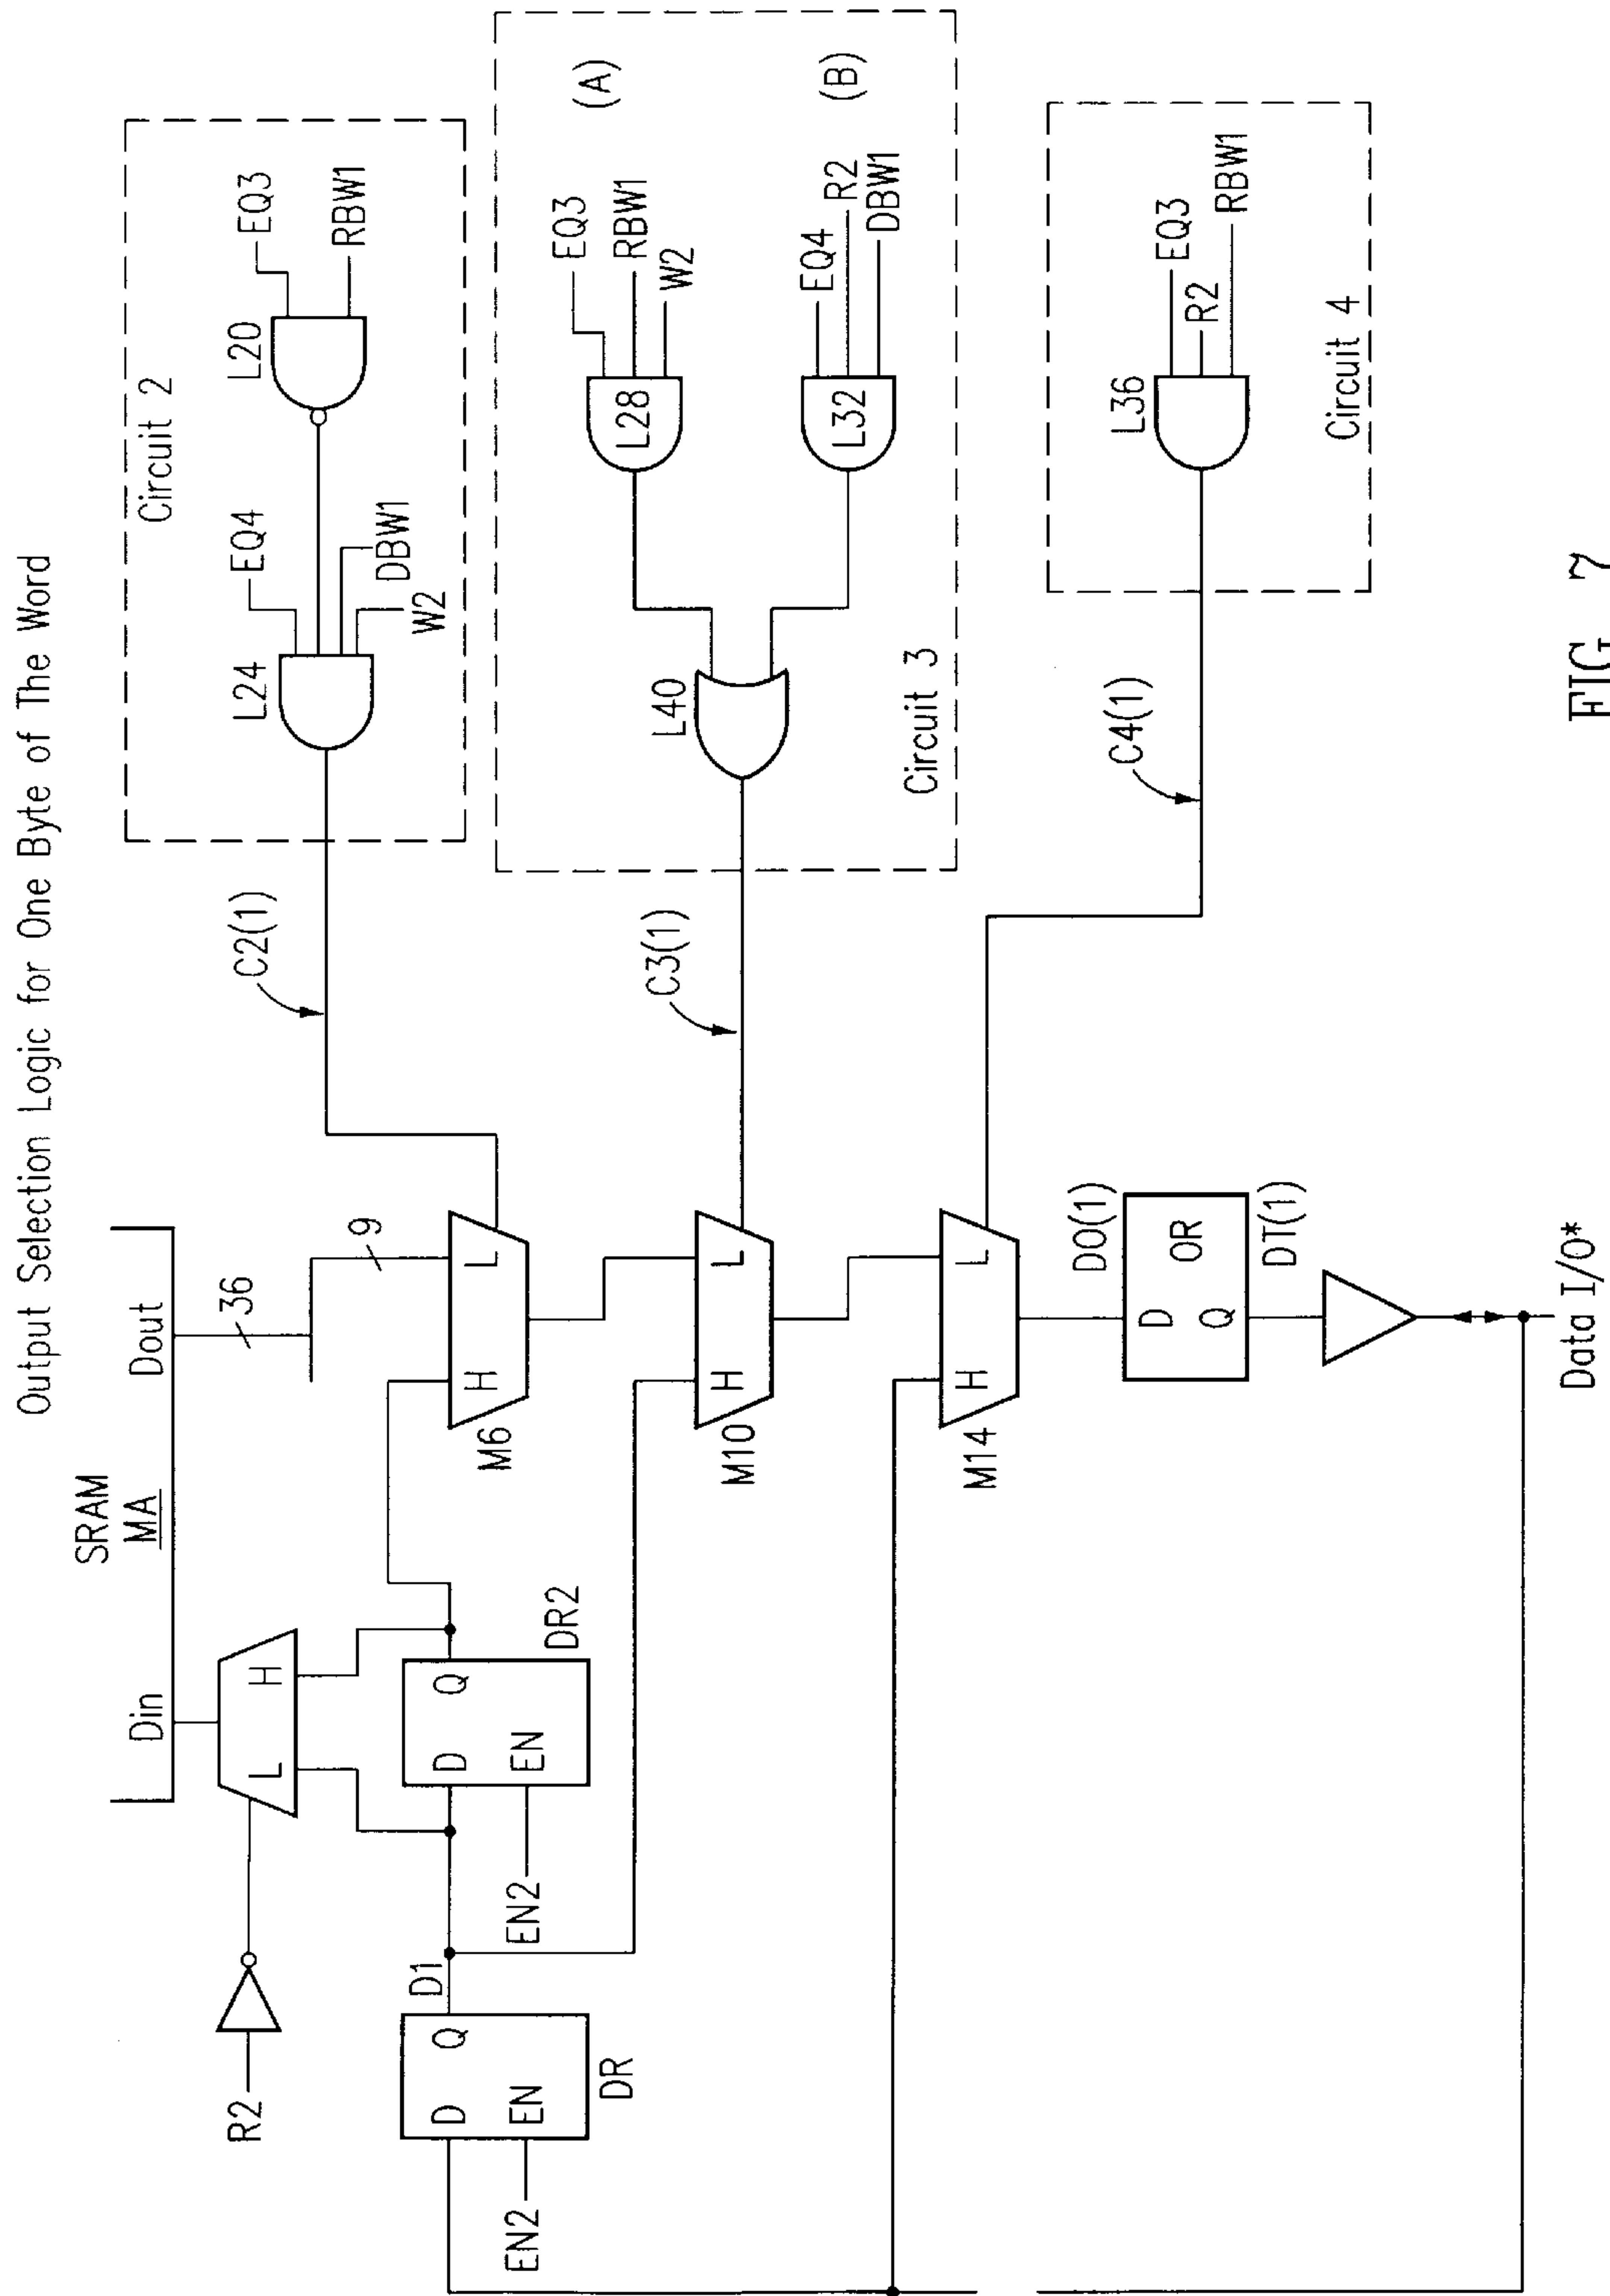 Output Selection Logic for One Byte of The Word
SRAM
MA
Din
Dout
36
9
L
H
R2
D1
D
Q
EN
DR
EN2
D
Q
EN
DR2
EN2
H
L
M6
H
L
M10
H
L
M14
DO(1)
D
OR
Q
DT(1)
Data I/O*
C2(1)
C3(1)
C4(1)
Circuit 2
L24
EQ4
DBW1
W2
L20
EQ3
RBW1
Circuit 3
L40
(A)
L28
EQ3
RBW1
W2
(B)
L32
EQ4
R2
DBW1
Circuit 4
L36
EQ3
R2
RBW1
FIG. 7